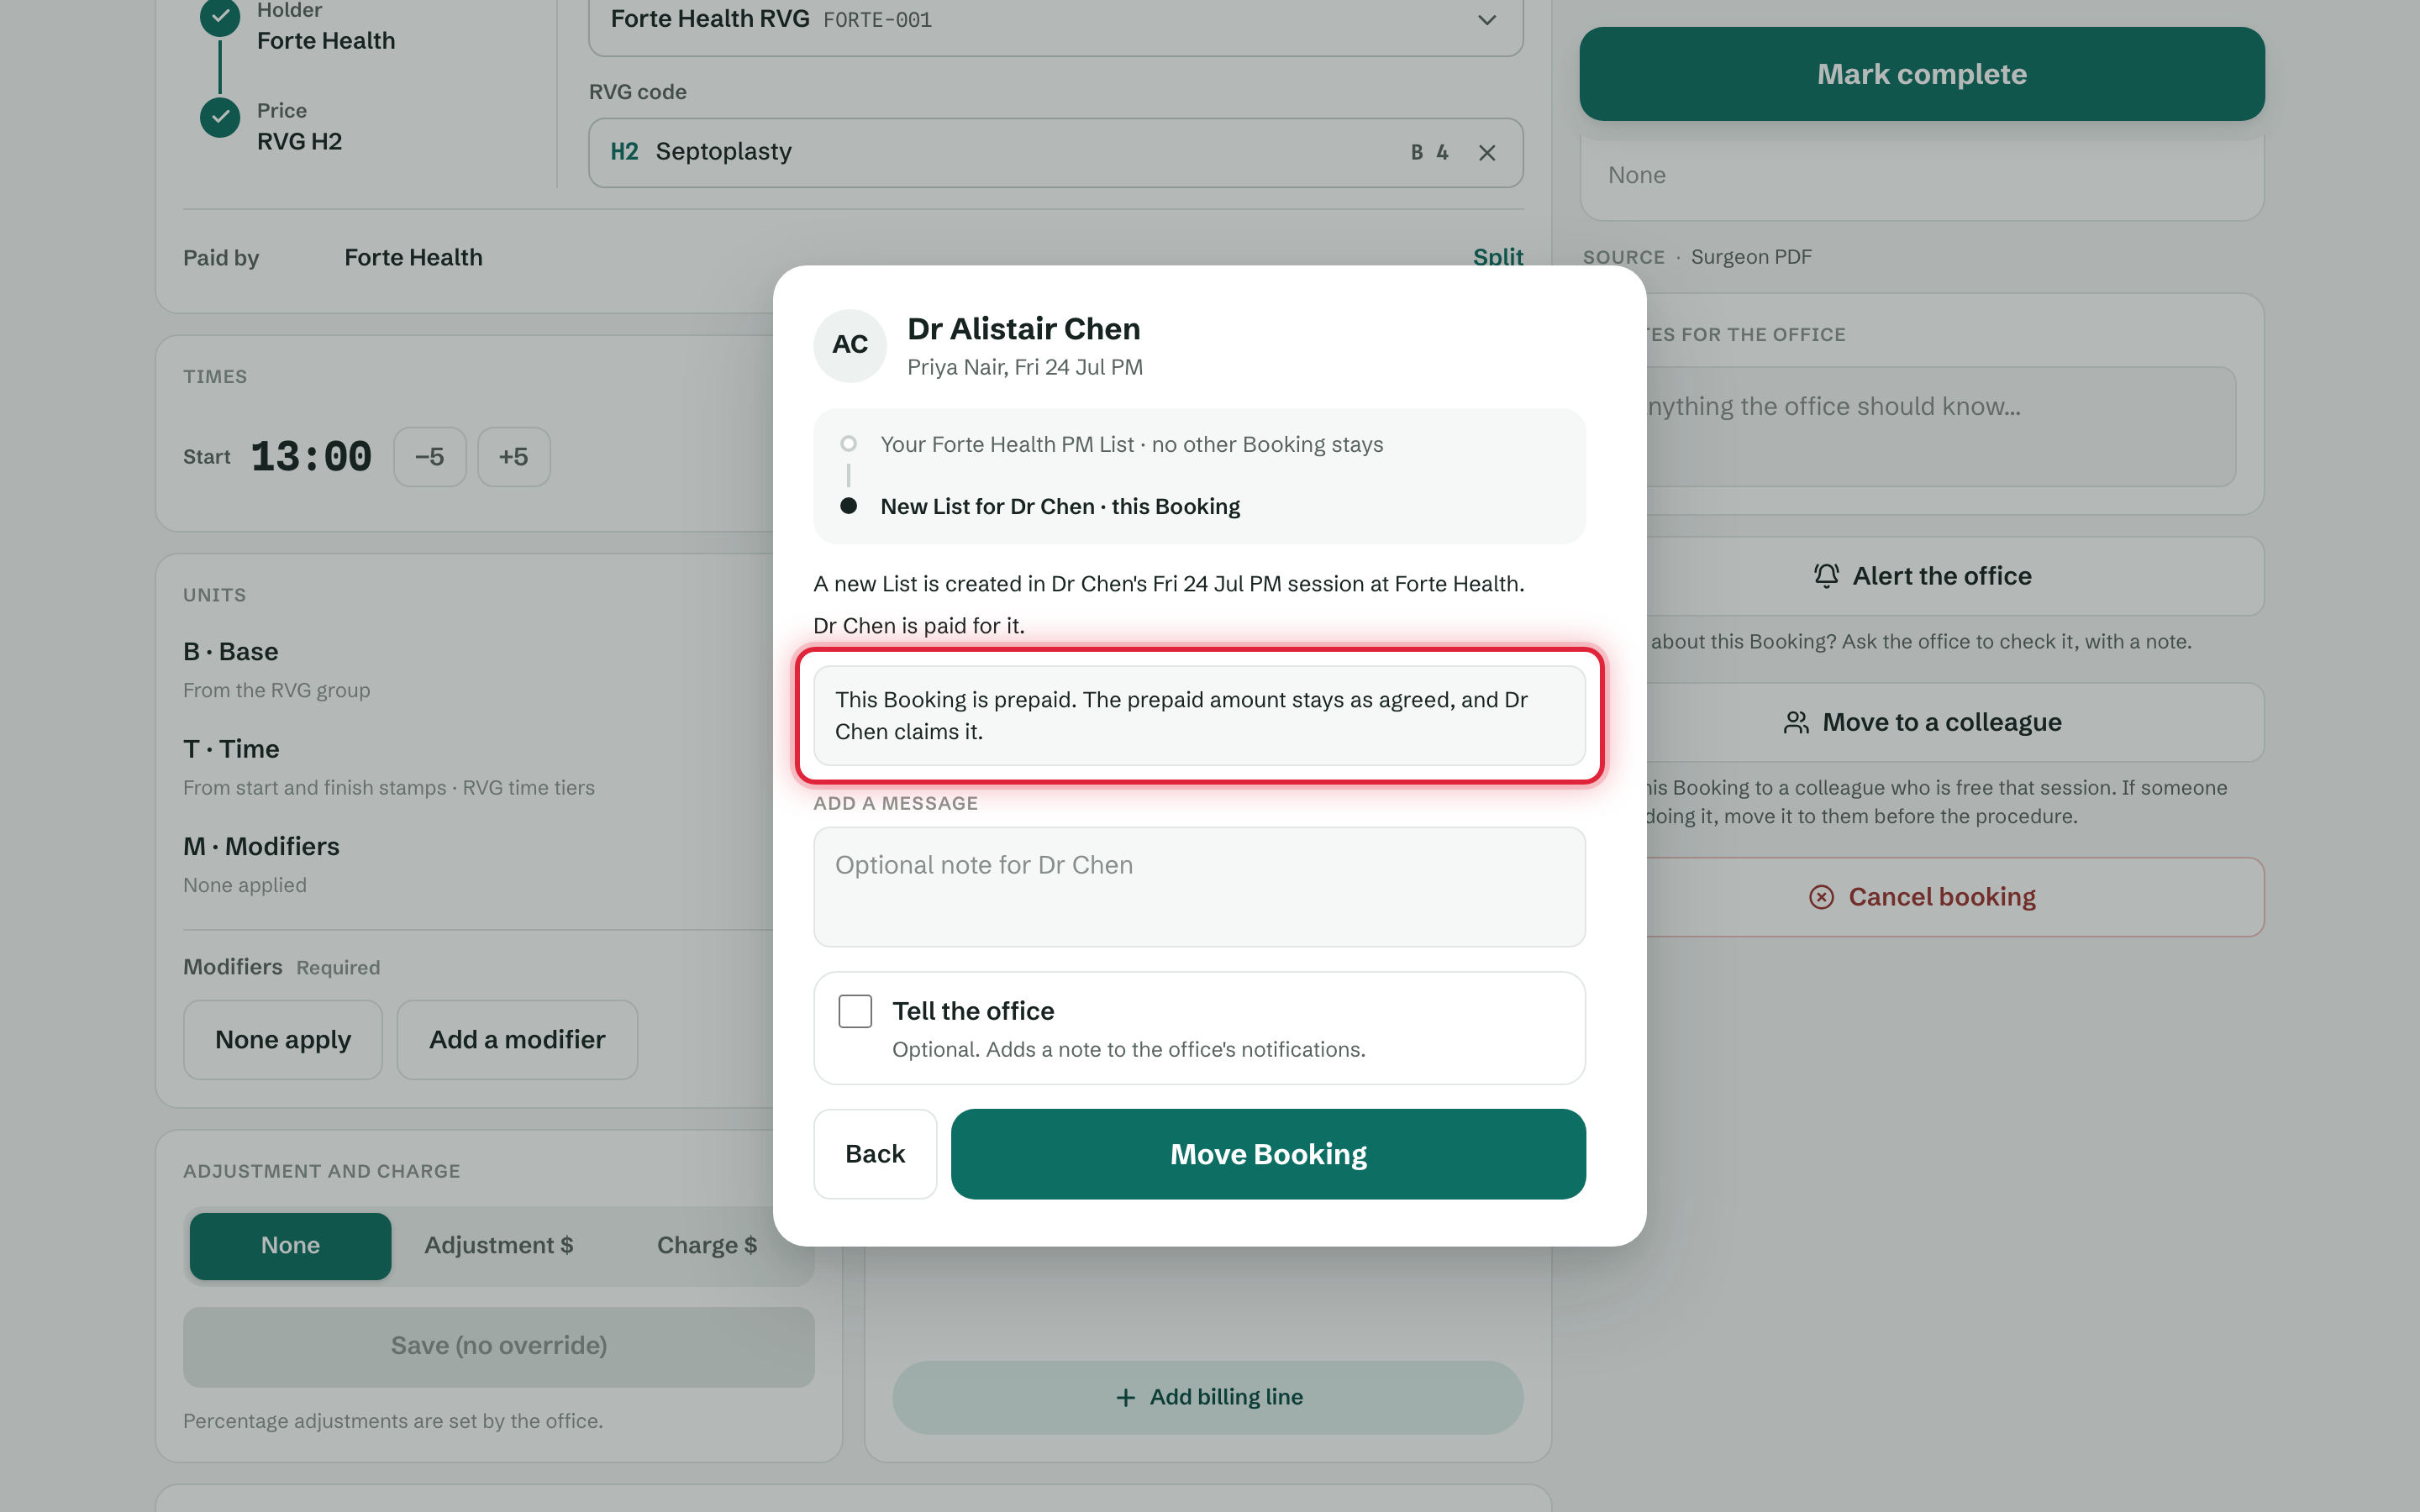 Holder
Forte Health
Price
RVG H2
Forte Health RVG FORTE-001
RVG code
H2 Septoplasty B 4
Paid by Forte Health Split
TIMES
Start 13:00 −5 +5
UNITS
B · Base
From the RVG group
T · Time
From start and finish stamps · RVG time tiers
M · Modifiers
None applied
Modifiers Required
None apply Add a modifier
ADJUSTMENT AND CHARGE
None Adjustment $ Charge $
Save (no override)
Percentage adjustments are set by the office.
Add billing line
AC
Dr Alistair Chen
Priya Nair, Fri 24 Jul PM
Your Forte Health PM List · no other Booking stays
New List for Dr Chen · this Booking
A new List is created in Dr Chen's Fri 24 Jul PM session at Forte Health.
Dr Chen is paid for it.
This Booking is prepaid. The prepaid amount stays as agreed, and Dr
Chen claims it.
ADD A MESSAGE
Optional note for Dr Chen
Tell the office
Optional. Adds a note to the office's notifications.
Back Move Booking
Mark complete
None
SOURCE · Surgeon PDF
FOR THE OFFICE
the office should know...
Alert the office
about this Booking? Ask the office to check it, with a note.
Move to a colleague
Booking to a colleague who is free that session. If someone
doing it, move it to them before the procedure.
Cancel booking